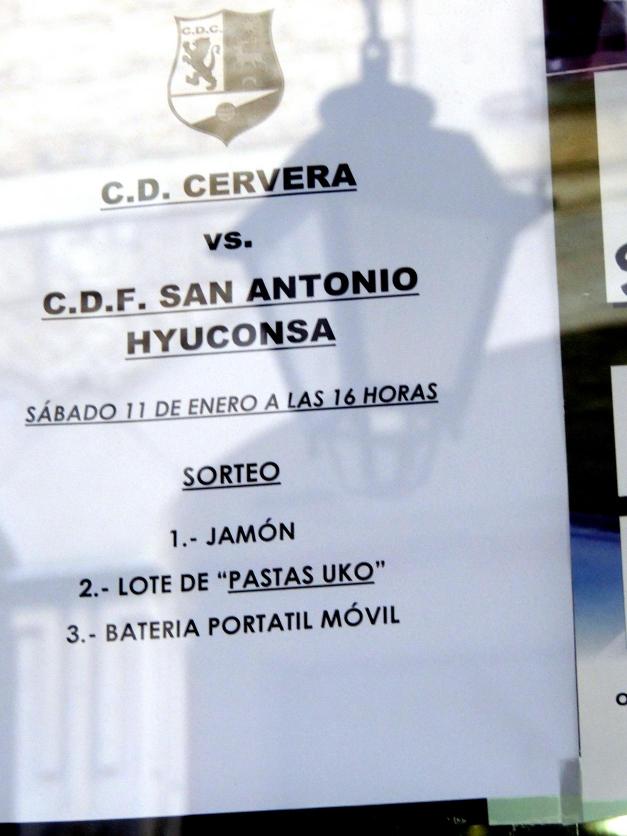 C.D.C.
C.D. CERVERA
vs.
C.D.F. SAN ANTONIO
HYUCONSA
SÁBADO 11 DE ENERO A LAS 16 HORAS
SORTEO
1.- JAMÓN
2.- LOTE DE “PASTAS UKO”
3.- BATERIA PORTATIL MÓVIL